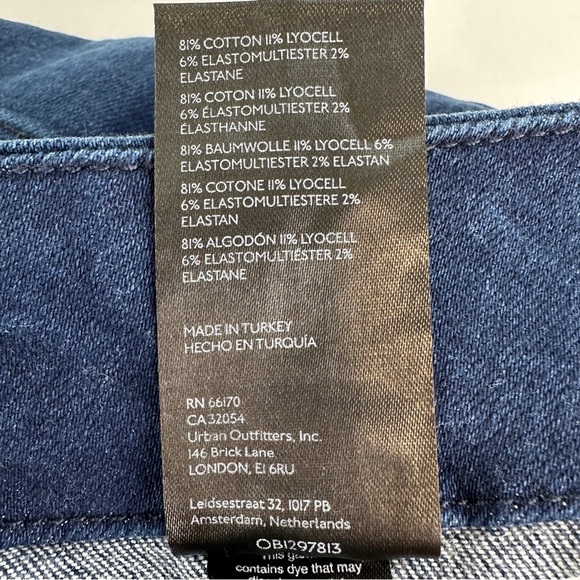 81% COTTON 11% LYOCELL
6% ELASTOMULTIESTER 2%
ELASTANE
81% COTON 11% LYOCELL
6% ÉLASTOMULTIESTER 2%
ÉLASTHANNE
81% BAUMWOLLE 11% LYOCELL 6%
ELASTOMULTIESTER 2% ELASTAN
81% COTONE 11% LYOCELL
6% ELASTOMULTIESTERE 2%
ELASTAN
81% ALGODÓN 11% LYOCELL
6% ELASTOMULTIÉSTER 2%
ELASTANE
MADE IN TURKEY
HECHO EN TURQUÍA
RN 66170
CA 32054
Urban Outfitters, Inc.
146 Brick Lane
LONDON, E1 6RU
Leidsestraat 32, 1017 PB
Amsterdam, Netherlands
OB1297813
This
contains dye that may